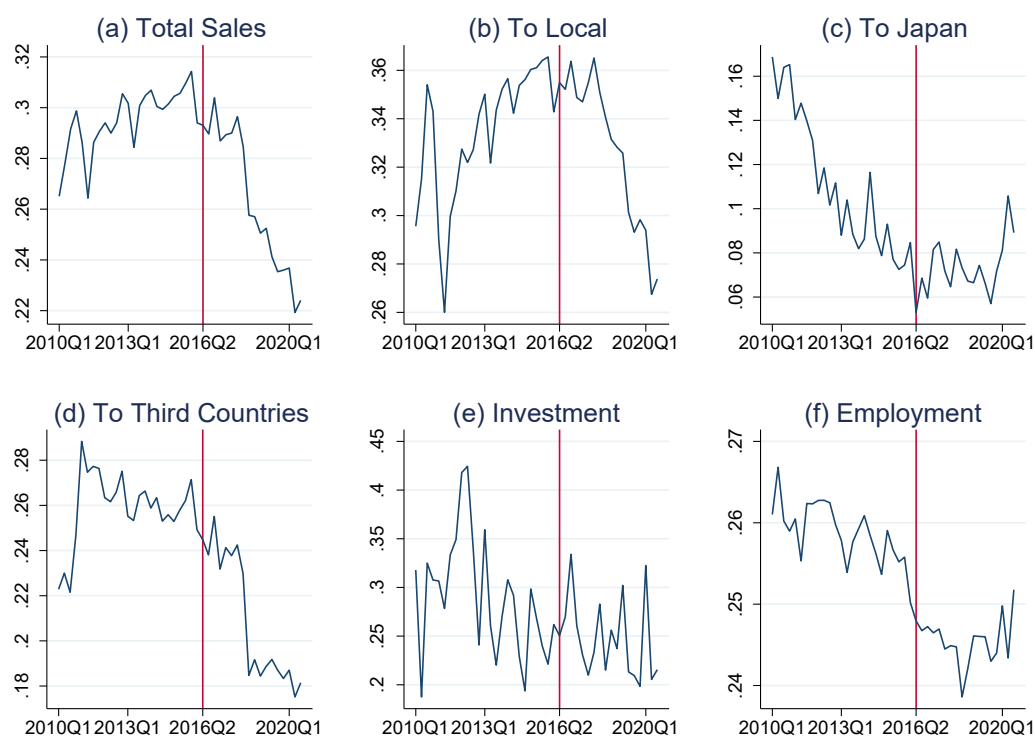 (a) Total Sales
.32
.3
.28
.26
.24
.22
2010Q1 2013Q1 2016Q2 2020Q1
(b) To Local
.36
.34
.32
.3
.28
.26
2010Q1 2013Q1 2016Q2 2020Q1
(c) To Japan
.16
.14
.12
.1
.08
.06
2010Q1 2013Q1 2016Q2 2020Q1
(d) To Third Countries
.28
.26
.24
.22
.2
.18
2010Q1 2013Q1 2016Q2 2020Q1
(e) Investment
.45
.4
.35
.3
.25
.2
2010Q1 2013Q1 2016Q2 2020Q1
(f) Employment
.27
.26
.25
.24
2010Q1 2013Q1 2016Q2 2020Q1